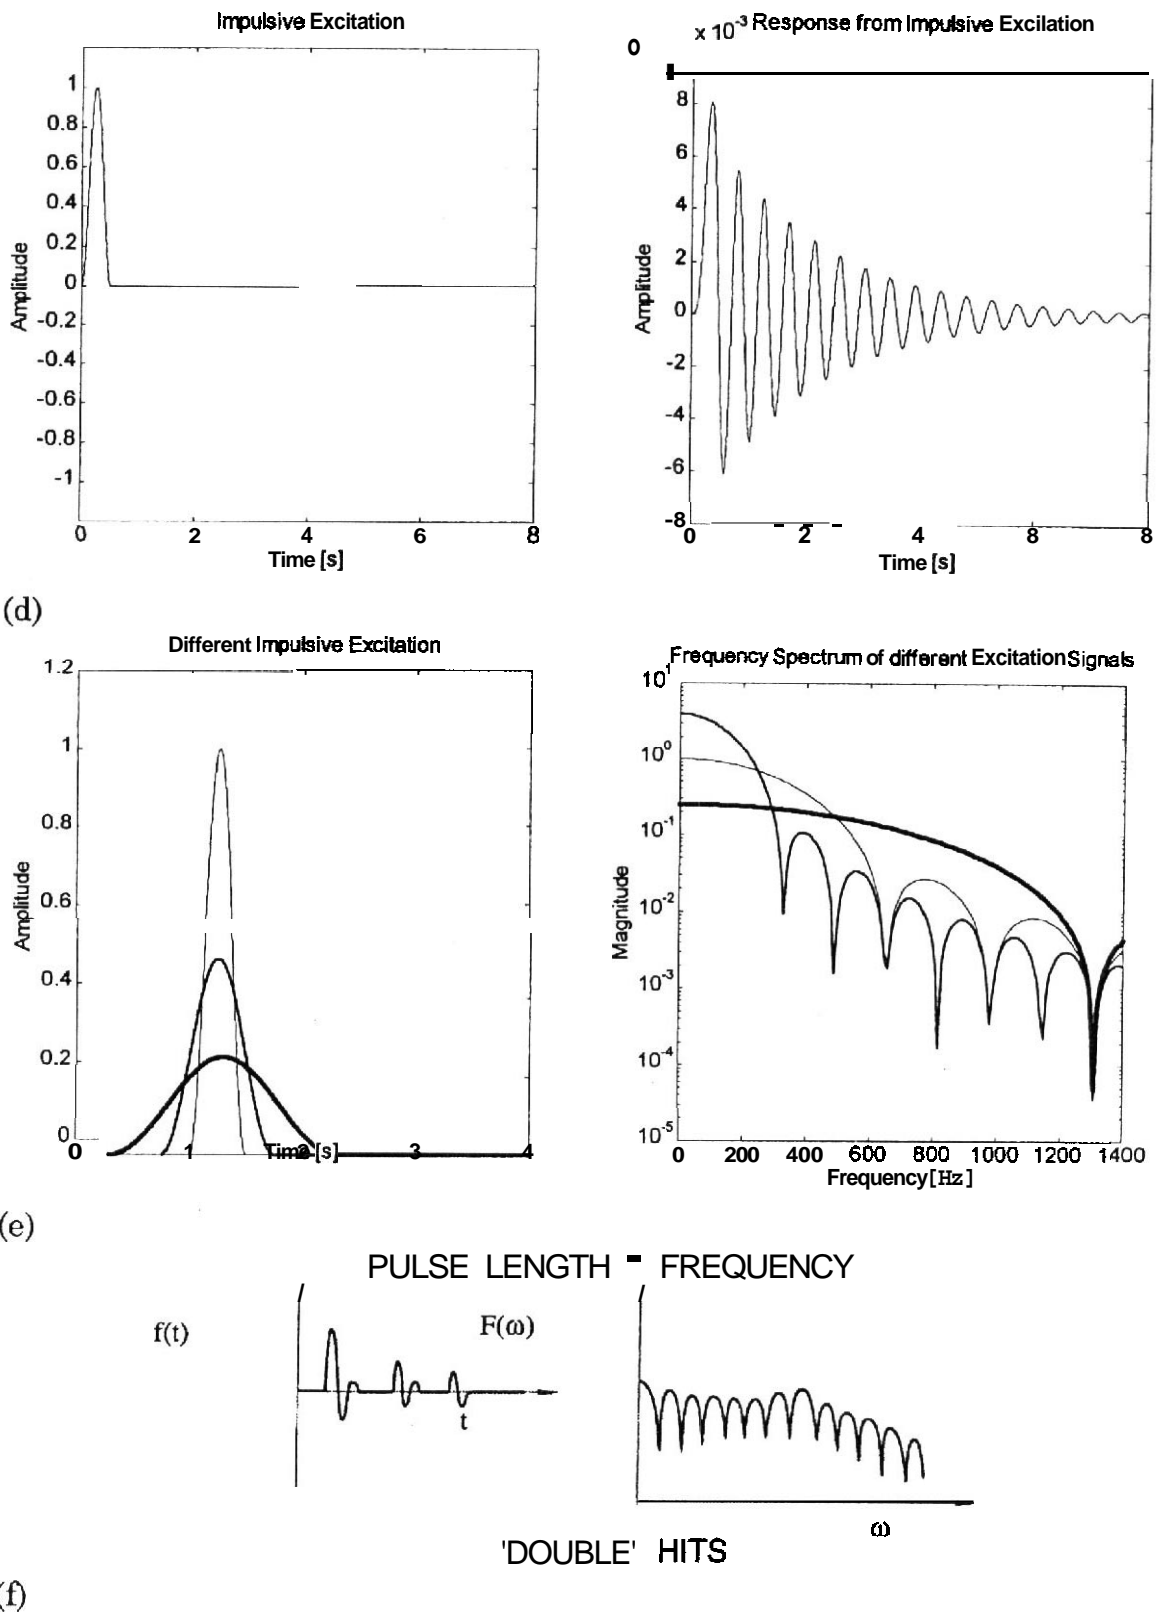 Impulsive Excitation
x 10-3 Response from Impulsive Excilation
0
1
0.8
0.6
0.4
0.2
0
-0.2
-0.4
-0.6
-0.8
-1
Amplitude
0 2 4 6 8
Time [s]
8
6
4
2
0
-2
-4
-6
-8
Amplitude
0 2 4 6 8
Time [s]
(d)
Different Impulsive Excitation
1.2
1
0.8
0.6
0.4
0.2
0
Amplitude
0 1 2 3 4
Time [s]
Frequency Spectrum of different Excitation Signals
10¹
10⁰
10-1
10-2
10-3
10-4
10-5
Magnitude
0 200 400 600 800 1000 1200 1400
Frequency [Hz]
(e)
PULSE LENGTH - FREQUENCY
f(t)
F(ω)
t
ω
'DOUBLE' HITS
(f)